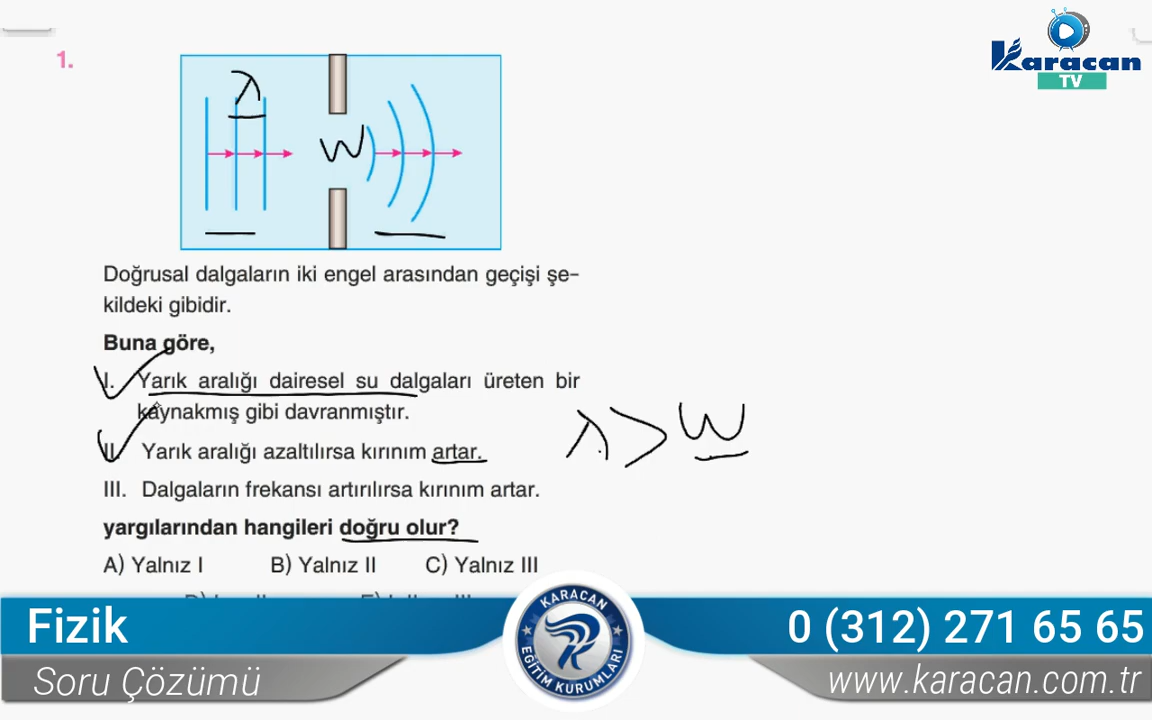 Karacan
TV
1.
λ
W
Doğrusal dalgaların iki engel arasından geçişi şe-
kildeki gibidir.
Buna göre,
I. Yarık aralığı dairesel su dalgaları üreten bir
kaynakmış gibi davranmıştır.
II. Yarık aralığı azaltılırsa kırınım artar.
λ > W
III. Dalgaların frekansı artırılırsa kırınım artar.
yargılarından hangileri doğru olur?
A) Yalnız I B) Yalnız II C) Yalnız III
Fizik
Soru Çözümü
KARACAN
EĞİTİM KURUMLARI
0 (312) 271 65 65
www.karacan.com.tr